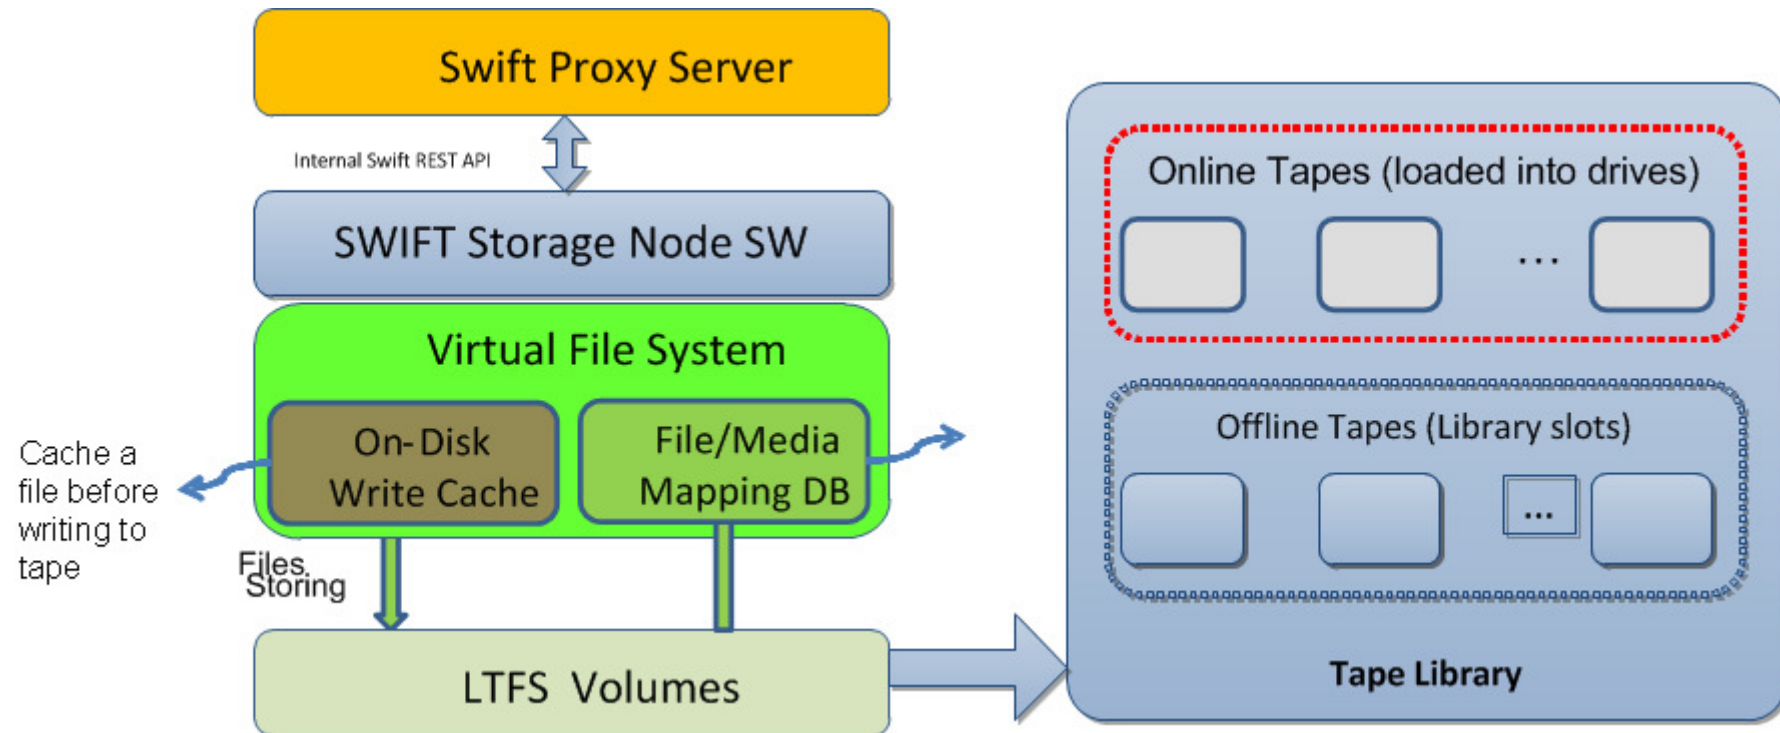 Swift Proxy Server
Internal Swift REST API
SWIFT Storage Node SW
Virtual File System
On-Disk
Write Cache
File/Media
Mapping DB
Cache a
file before
writing to
tape
Files
Storing
LTFS Volumes
Online Tapes (loaded into drives)
...
Offline Tapes (Library slots)
...
Tape Library